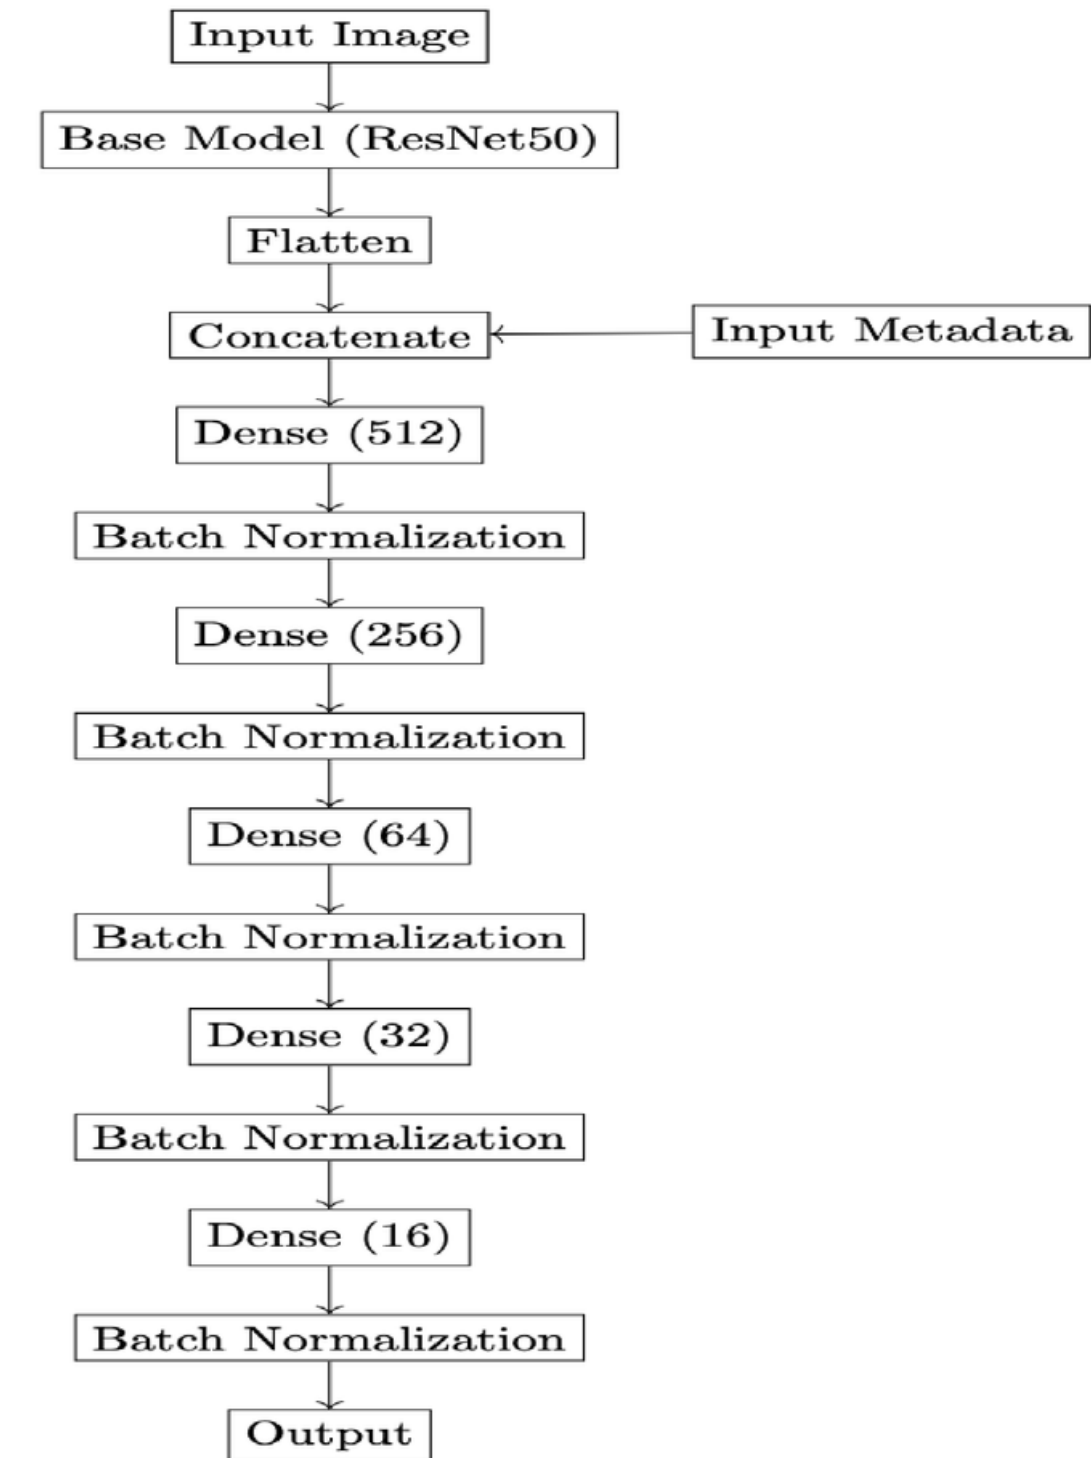 Input Image
Base Model (ResNet50)
Flatten
Concatenate
Input Metadata
Dense (512)
Batch Normalization
Dense (256)
Batch Normalization
Dense (64)
Batch Normalization
Dense (32)
Batch Normalization
Dense (16)
Batch Normalization
Output